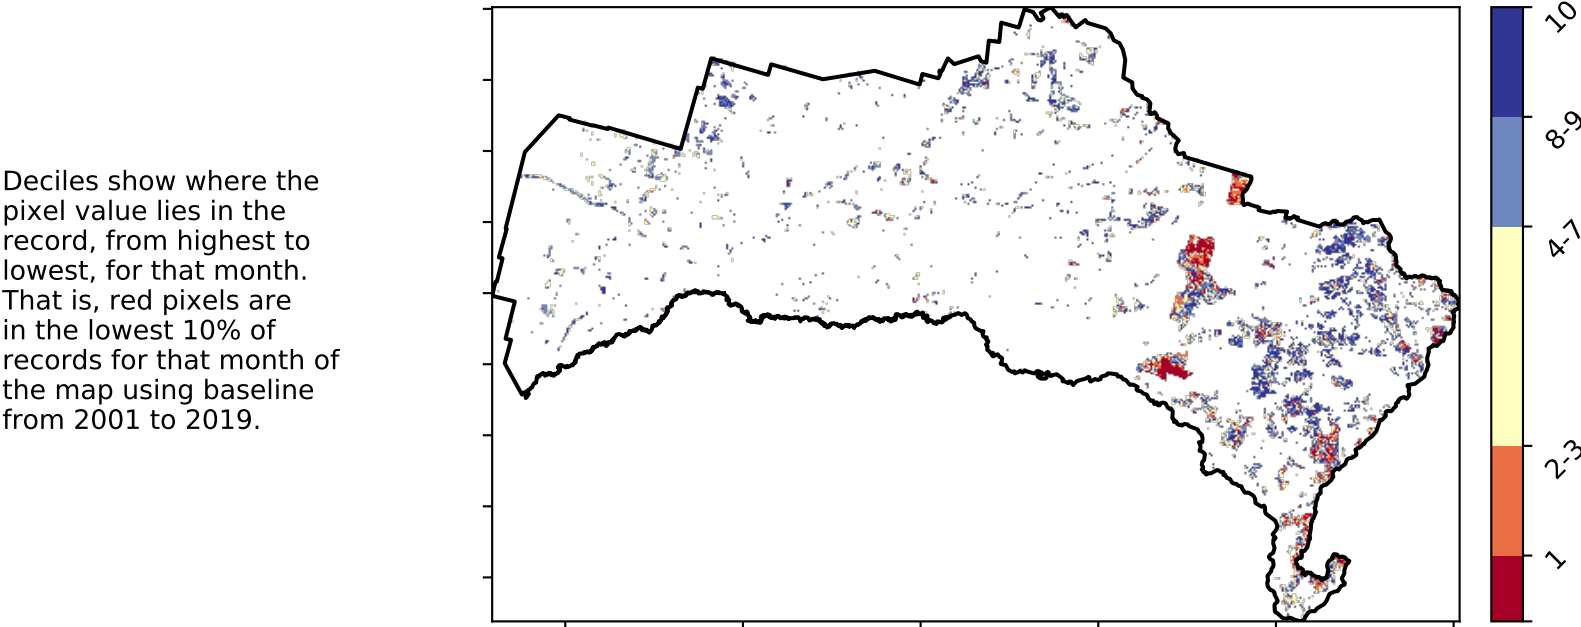 Deciles show where the
pixel value lies in the
record, from highest to
lowest, for that month.
That is, red pixels are
in the lowest 10% of
records for that month of
the map using baseline
from 2001 to 2019.
10
8-9
4-7
2-3
1